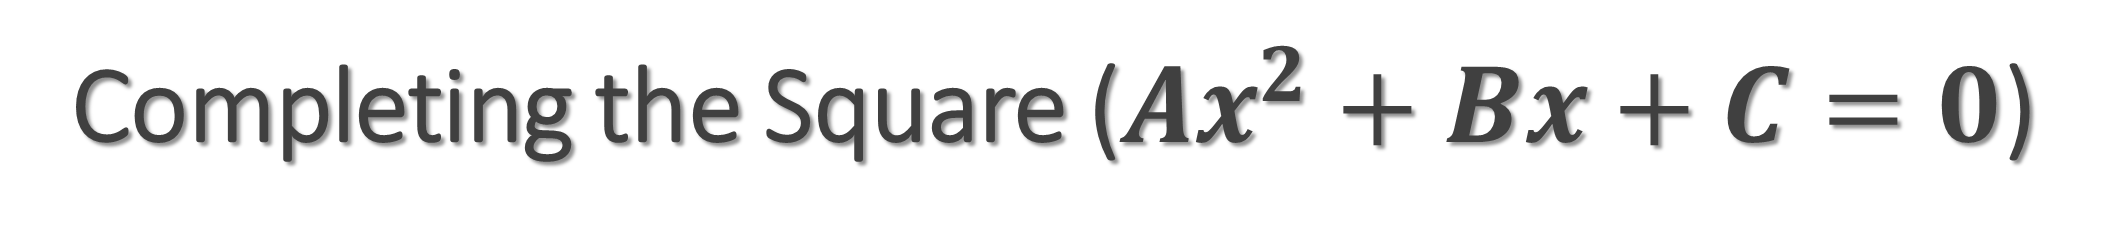 Completing the Square (Ax² + Bx + C = 0)